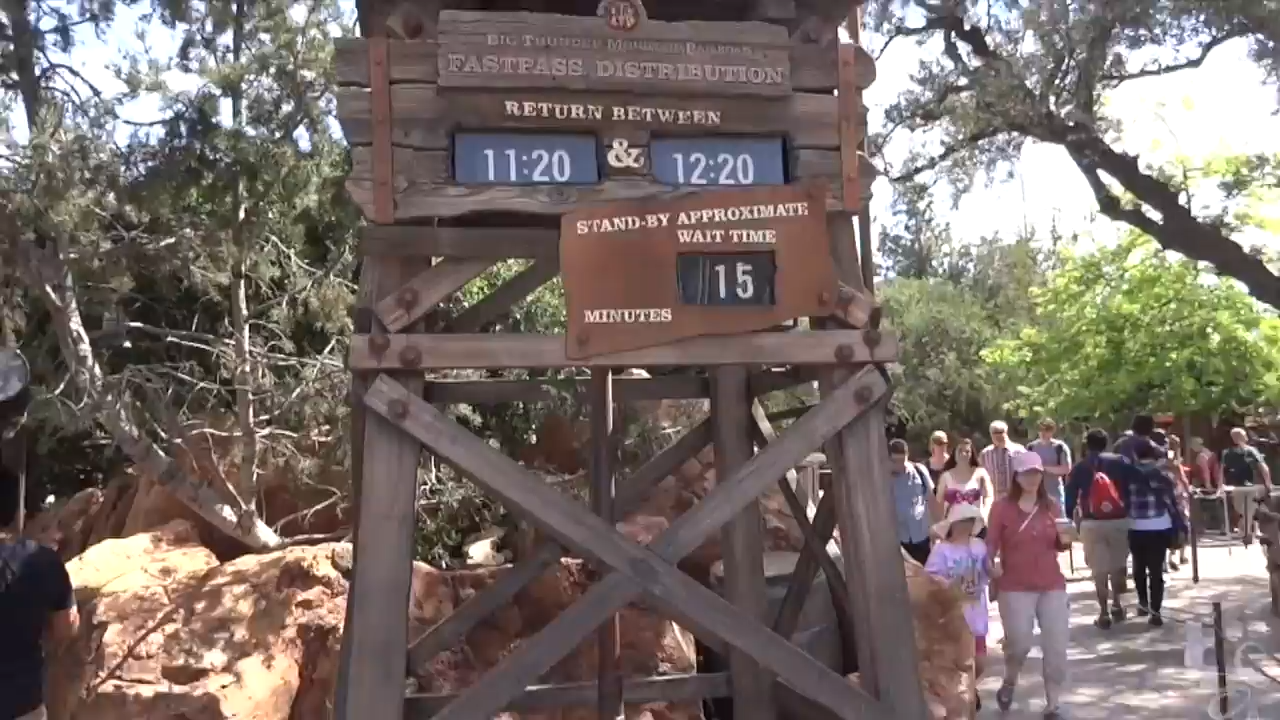 BIG THUNDER MOUNTAIN RAILROAD
FASTPASS DISTRIBUTION
RETURN BETWEEN
11:20 & 12:20
STAND-BY APPROXIMATE
WAIT TIME
15
MINUTES